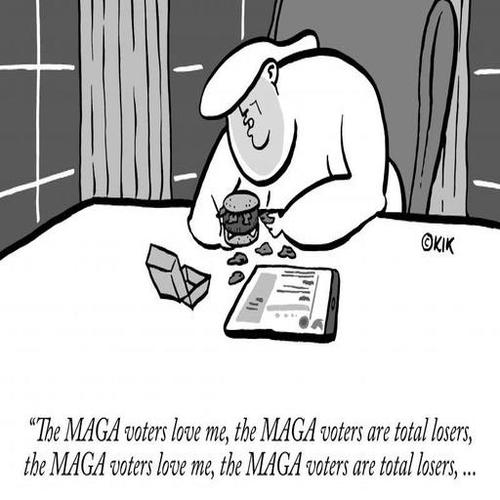 ©KIK
“The MAGA voters love me, the MAGA voters are total losers,
the MAGA voters love me, the MAGA voters are total losers, ...